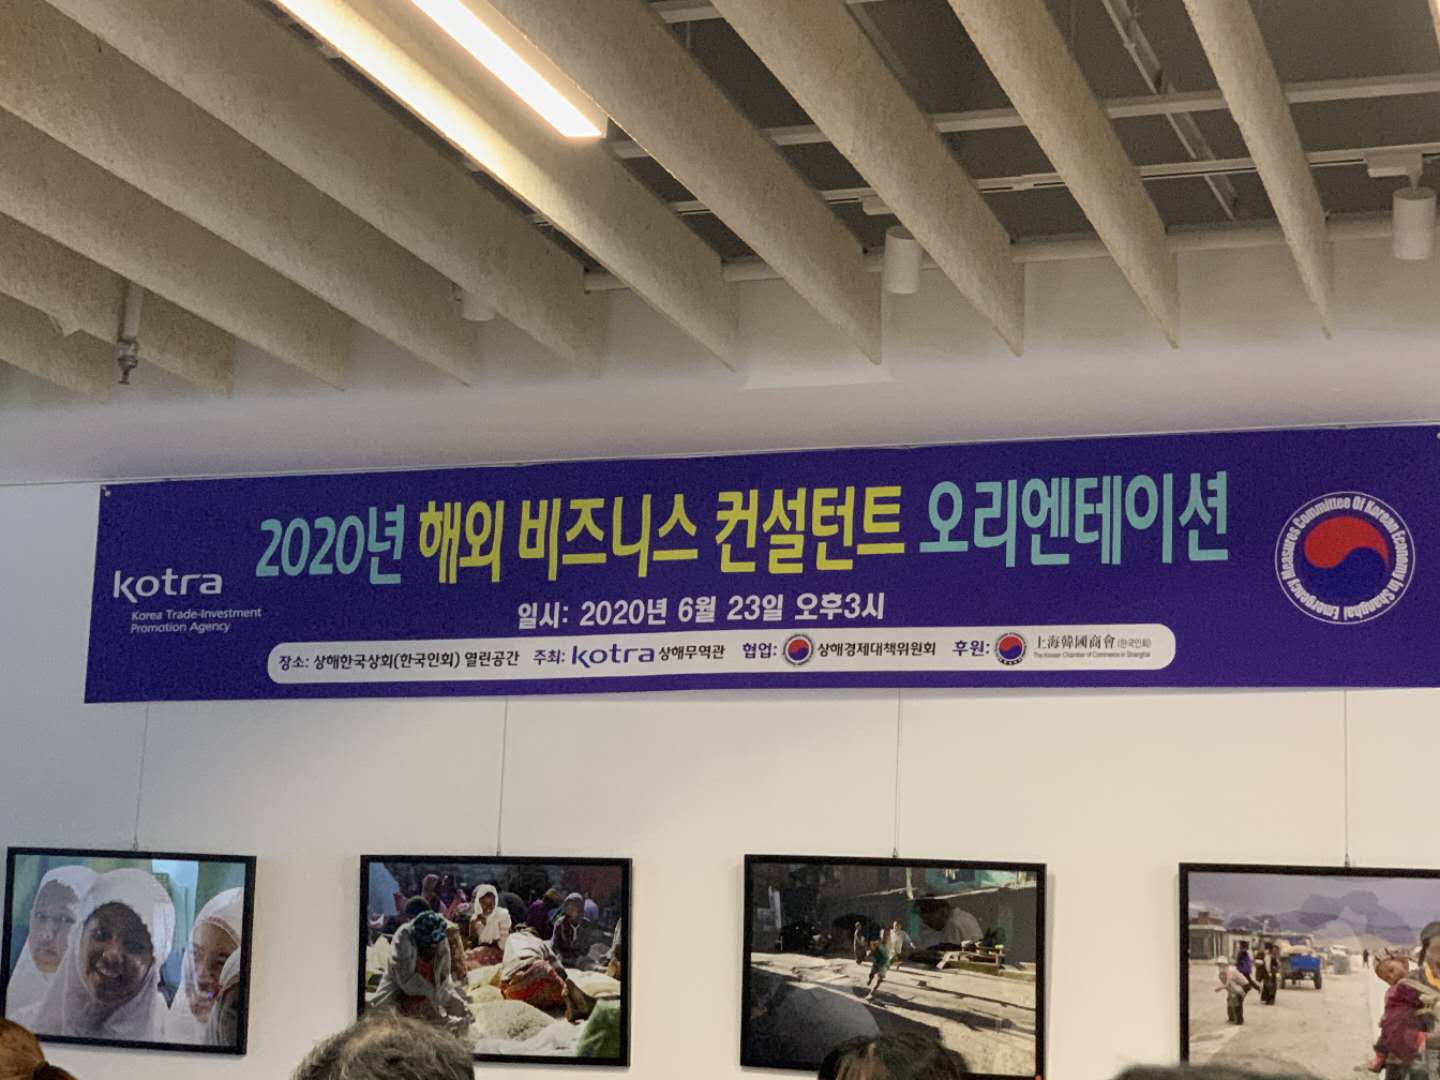 2020년 해외 비즈니스 컨설턴트 오리엔테이션
kotra
Korea Trade-Investment
Promotion Agency
일시: 2020년 6월 23일 오후3시
장소: 상해한국상회(한국인회) 열린공간 주최: kotra 상해무역관 협업: 상해경제대책위원회 후원: 上海韓國商會 (한국인회)
The Korean Chamber of Commerce in Shanghai
Emergency Measures Committee Of Korean Economy In Shanghai